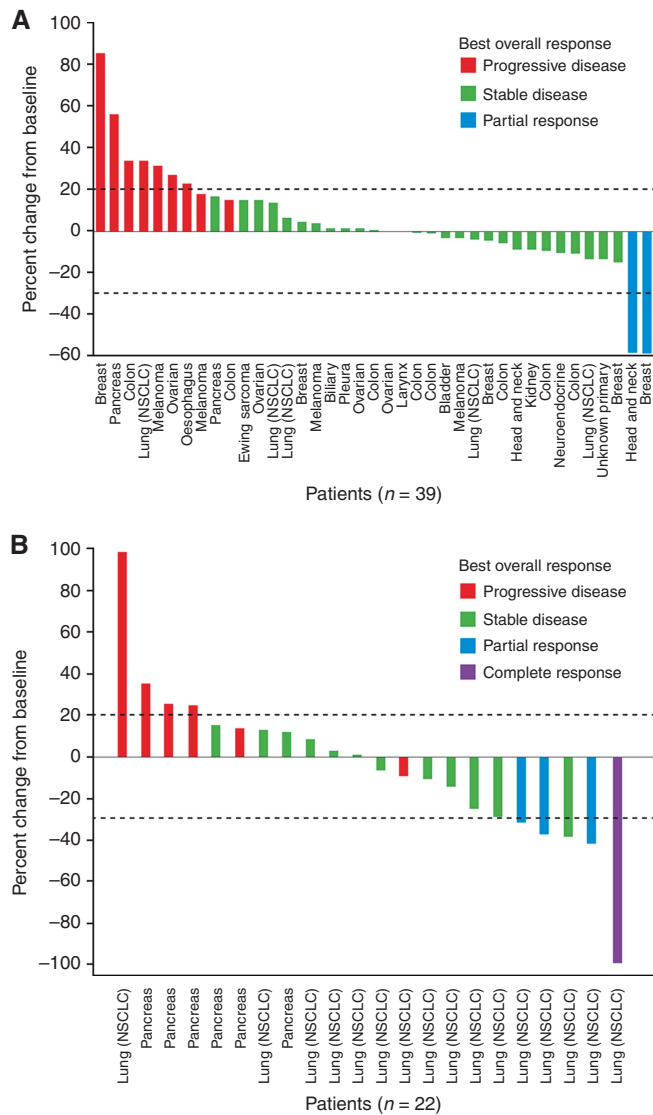 A
Percent change from baseline
100
80
60
40
20
0
−20
−40
−60
Best overall response
Progressive disease
Stable disease
Partial response
Breast
Pancreas
Colon
Lung (NSCLC)
Melanoma
Ovarian
Oesophagus
Melanoma
Pancreas
Colon
Ewing sarcoma
Ovarian
Lung (NSCLC)
Lung (NSCLC)
Breast
Melanoma
Biliary
Pleura
Ovarian
Colon
Ovarian
Larynx
Colon
Colon
Bladder
Melanoma
Lung (NSCLC)
Breast
Colon
Head and neck
Kidney
Colon
Neuroendocrine
Colon
Lung (NSCLC)
Unknown primary
Breast
Head and neck
Breast
Patients (n = 39)
B
Percent change from baseline
100
80
60
40
20
0
−20
−40
−60
−80
−100
Best overall response
Progressive disease
Stable disease
Partial response
Complete response
Lung (NSCLC)
Pancreas
Pancreas
Pancreas
Pancreas
Pancreas
Lung (NSCLC)
Pancreas
Lung (NSCLC)
Lung (NSCLC)
Lung (NSCLC)
Lung (NSCLC)
Lung (NSCLC)
Lung (NSCLC)
Lung (NSCLC)
Lung (NSCLC)
Lung (NSCLC)
Lung (NSCLC)
Lung (NSCLC)
Lung (NSCLC)
Lung (NSCLC)
Lung (NSCLC)
Patients (n = 22)